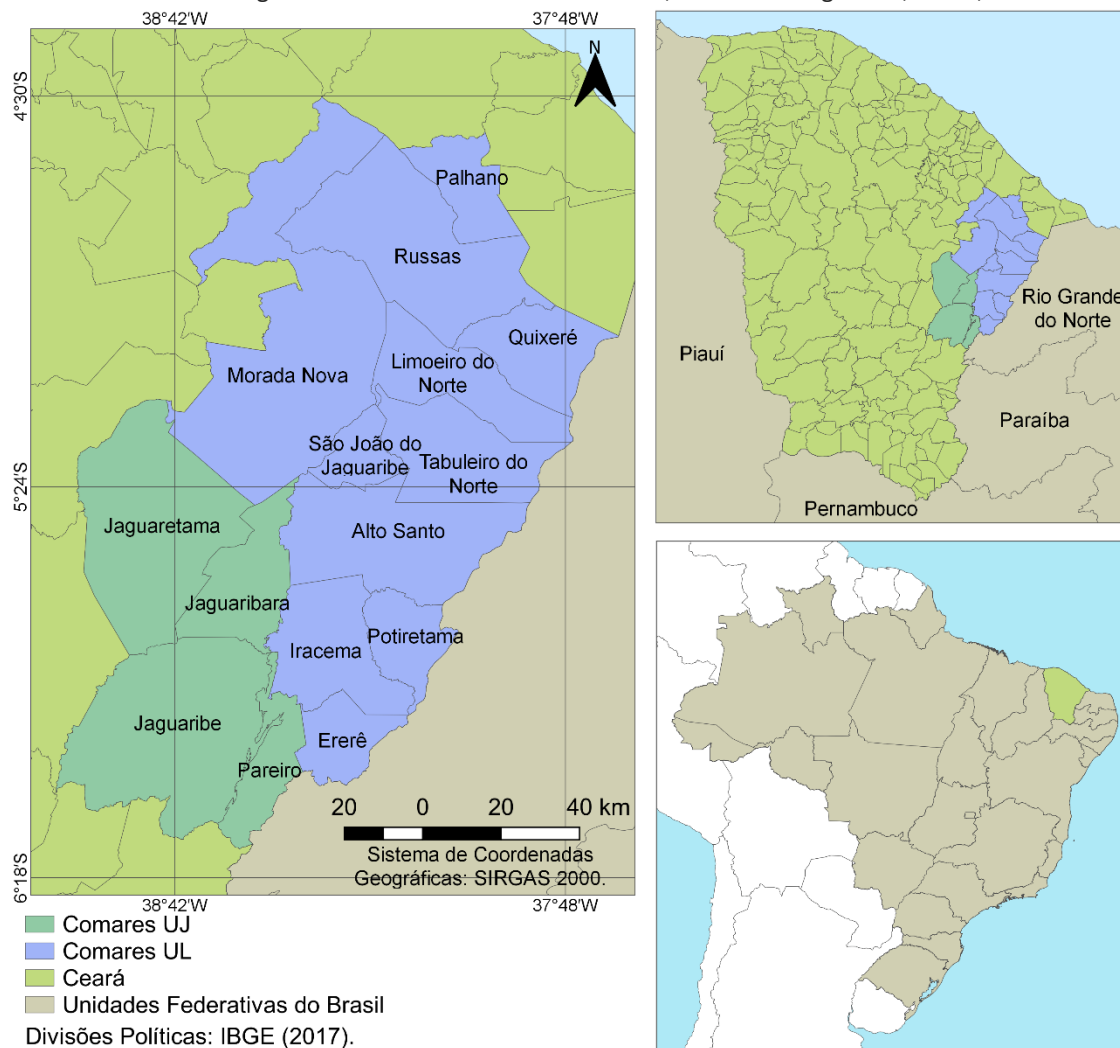 38°42'W
37°48'W
N
4°30'S
Palhano
Russas
Quixeré
Limoeiro do
Norte
Morada Nova
São João do
Jaguaribe
Tabuleiro do
Norte
5°24'S
Jaguaretama
Alto Santo
Jaguaribara
Potiretama
Iracema
Jaguaribe
Ererê
Pareiro
20 0 20 40 km
Sistema de Coordenadas
Geográficas: SIRGAS 2000.
6°18'S
38°42'W
37°48'W
Rio Grande
do Norte
Piauí
Paraíba
Pernambuco
Comares UJ
Comares UL
Ceará
Unidades Federativas do Brasil
Divisões Políticas: IBGE (2017).